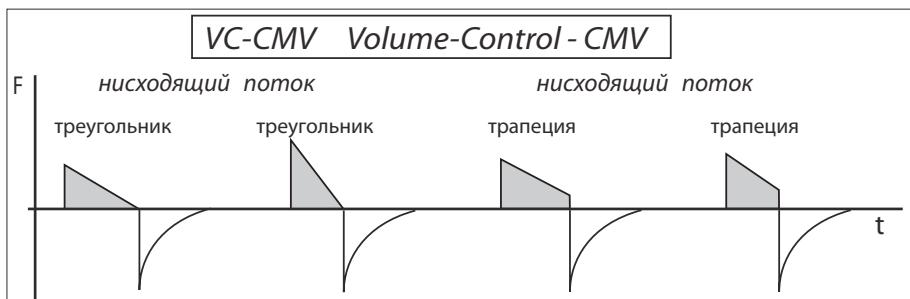 VC-CMV Volume-Control - CMV
F нисходящий поток нисходящий поток
треугольник треугольник трапеция трапеция
t